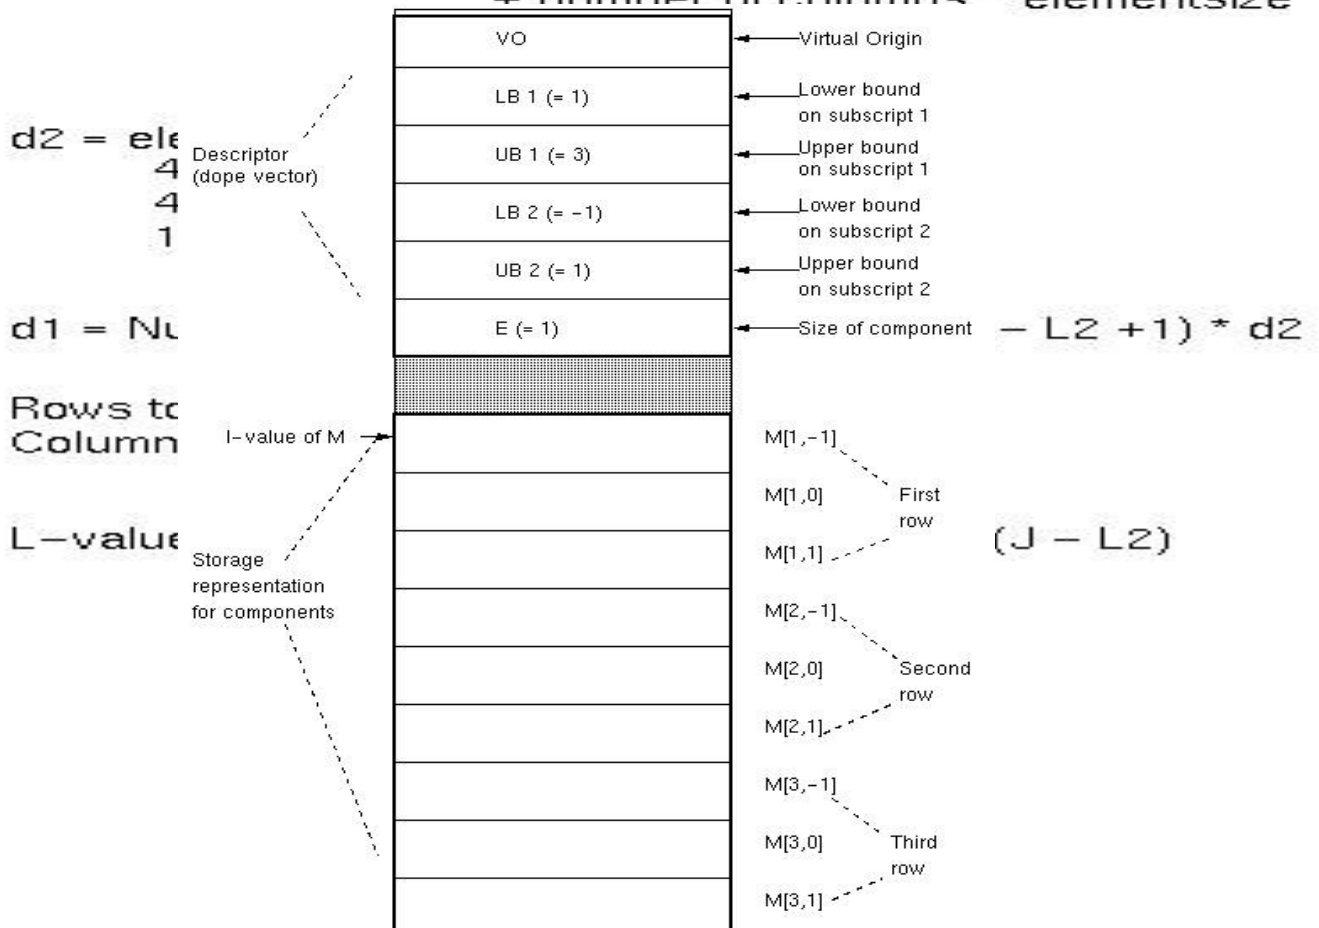 elementsize
VO
Virtual Origin
LB 1 (= 1)
Lower bound
on subscript 1
d2 = ele
4
4
1
Descriptor
(dope vector)
UB 1 (= 3)
Upper bound
on subscript 1
LB 2 (= -1)
Lower bound
on subscript 2
UB 2 (= 1)
Upper bound
on subscript 2
d1 = Nu
E (= 1)
Size of component
- L2 +1) * d2
Rows to
Column
l-value of M
M[1,-1]
M[1,0]
First
row
M[1,1]
L-value
(J - L2)
Storage
representation
for components
M[2,-1]
M[2,0]
Second
row
M[2,1]
M[3,-1]
M[3,0]
Third
row
M[3,1]